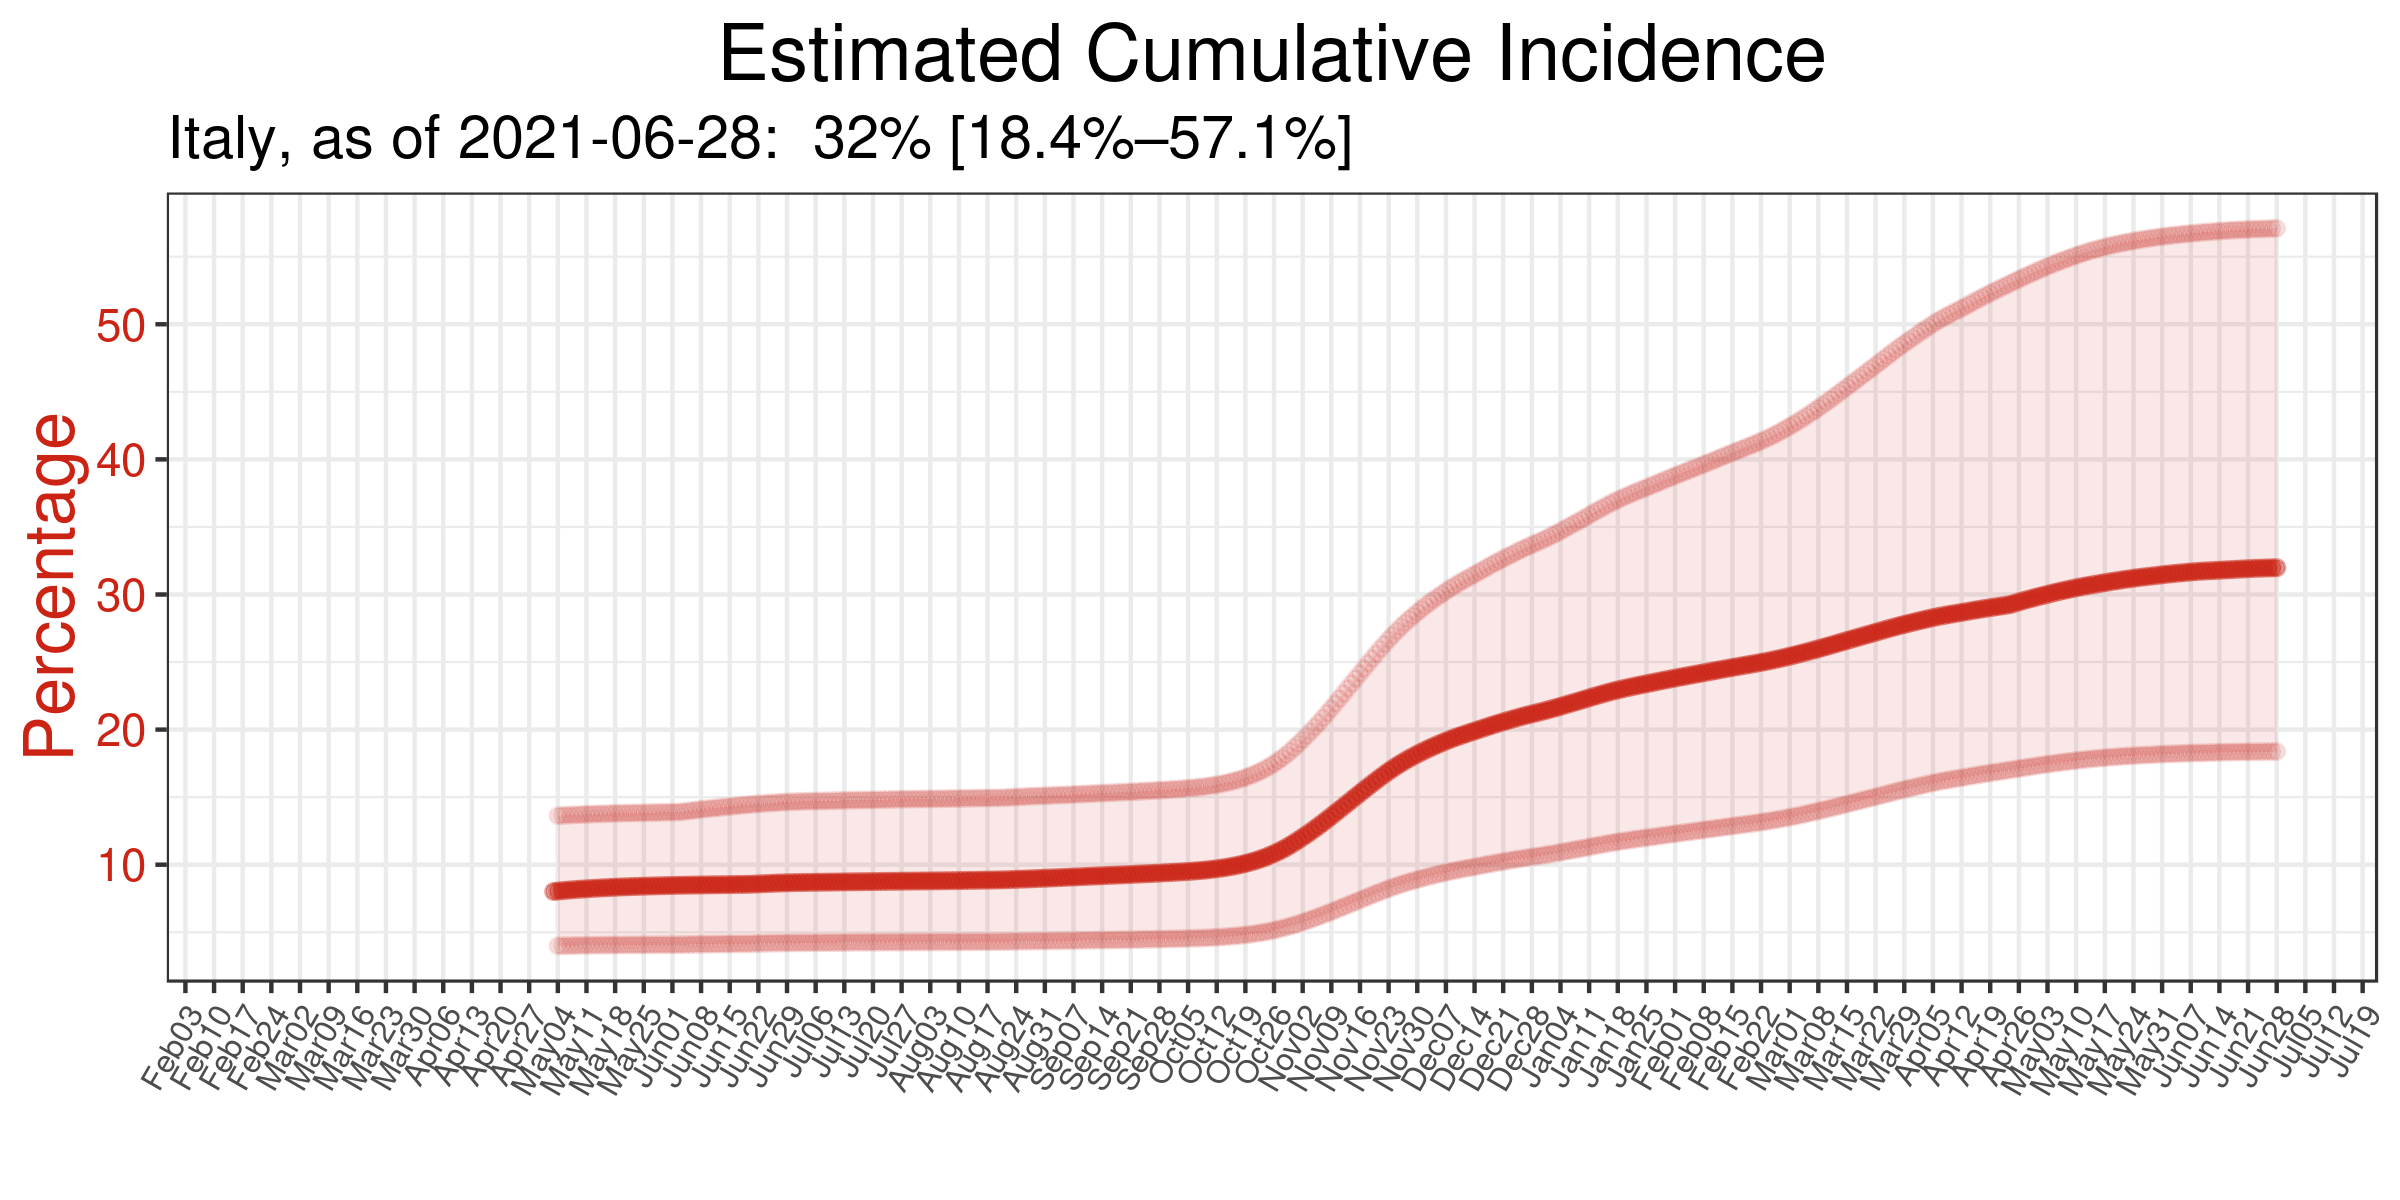 Estimated Cumulative Incidence
Italy, as of 2021-06-28:  32% [18.4%–57.1%]
Percentage
50
40
30
20
10
Feb03
Feb10
Feb17
Feb24
Mar02
Mar09
Mar16
Mar23
Mar30
Apr06
Apr13
Apr20
Apr27
May04
May11
May18
May25
Jun01
Jun08
Jun15
Jun22
Jun29
Jul06
Jul13
Jul20
Jul27
Aug03
Aug10
Aug17
Aug24
Aug31
Sep07
Sep14
Sep21
Sep28
Oct05
Oct12
Oct19
Oct26
Nov02
Nov09
Nov16
Nov23
Nov30
Dec07
Dec14
Dec21
Dec28
Jan04
Jan11
Jan18
Jan25
Feb01
Feb08
Feb15
Feb22
Mar01
Mar08
Mar15
Mar22
Mar29
Apr05
Apr12
Apr19
Apr26
May03
May10
May17
May24
May31
Jun07
Jun14
Jun21
Jun28
Jul05
Jul12
Jul19